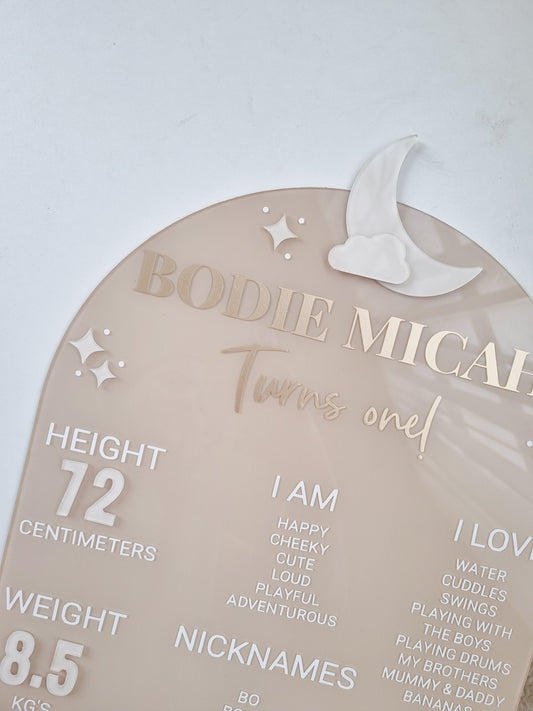 BODIE MICAH
Turns one!
HEIGHT
72
CENTIMETERS
I AM
HAPPY
CHEEKY
CUTE
LOUD
PLAYFUL
ADVENTUROUS
I LOVE
WATER
CUDDLES
SWINGS
PLAYING WITH
THE BOYS
PLAYING DRUMS
MY BROTHERS
MUMMY & DADDY
BANANAS
WEIGHT
8.5
KG'S
NICKNAMES
BO